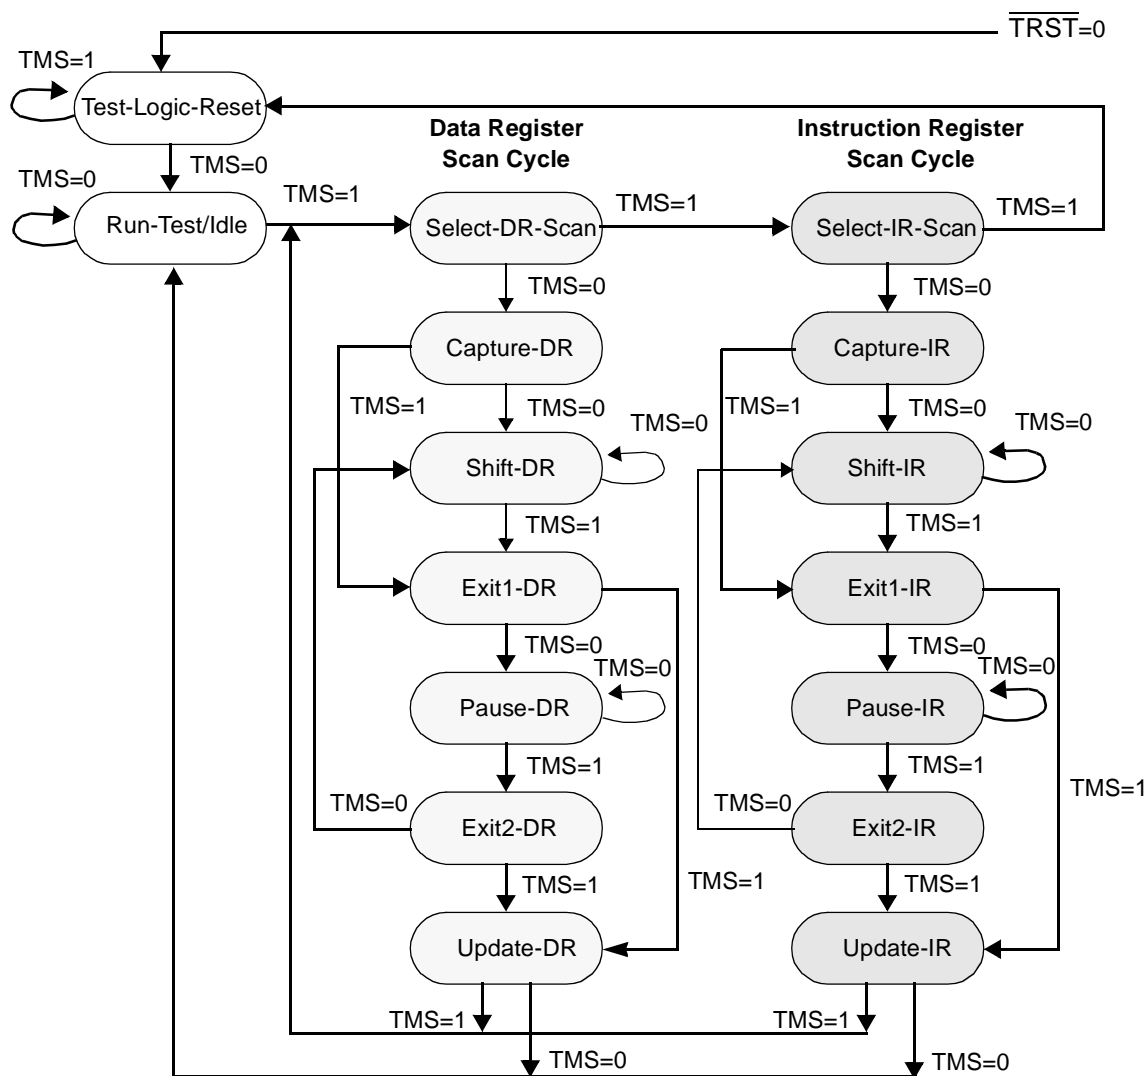 TRST=0
TMS=1
Test-Logic-Reset
Data Register
Scan Cycle
Instruction Register
Scan Cycle
TMS=0
TMS=0
Run-Test/Idle
TMS=1
Select-DR-Scan
TMS=1
Select-IR-Scan
TMS=1
TMS=0
TMS=0
Capture-DR
Capture-IR
TMS=1
TMS=0
TMS=1
TMS=0
TMS=0
TMS=0
Shift-DR
Shift-IR
TMS=1
TMS=1
Exit1-DR
Exit1-IR
TMS=0
TMS=0
TMS=0
TMS=0
Pause-DR
Pause-IR
TMS=1
TMS=1
TMS=1
TMS=0
Exit2-DR
TMS=0
Exit2-IR
TMS=1
TMS=1
TMS=1
Update-DR
Update-IR
TMS=1
TMS=1
TMS=0
TMS=0